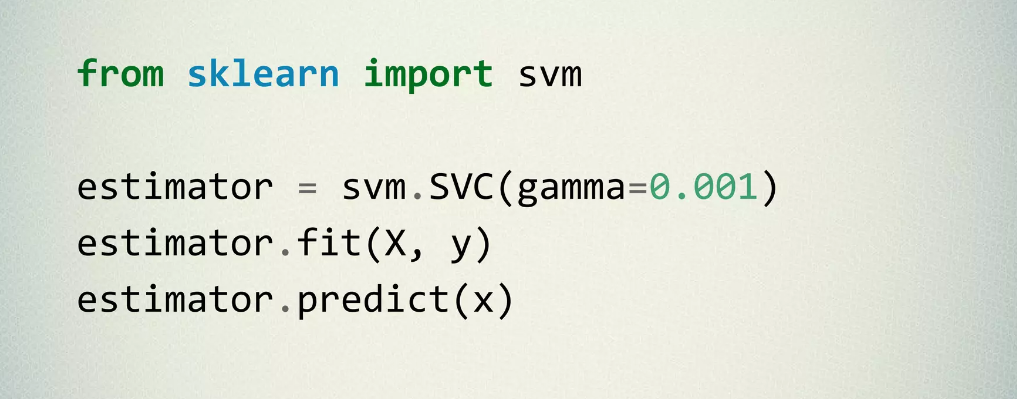 from sklearn import svm
estimator = svm.SVC(gamma=0.001)
estimator.fit(X, y)
estimator.predict(x)